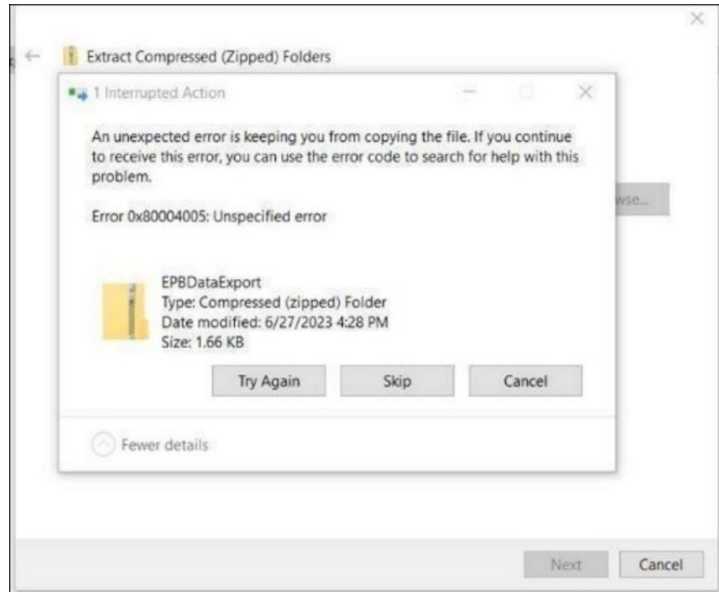 Extract Compressed (Zipped) Folders
1 Interrupted Action
An unexpected error is keeping you from copying the file. If you continue
to receive this error, you can use the error code to search for help with this
problem.
Error 0x80004005: Unspecified error
EPBDataExport
Type: Compressed (zipped) Folder
Date modified: 6/27/2023 4:28 PM
Size: 1.66 KB
Try Again Skip Cancel
Fewer details
Next Cancel